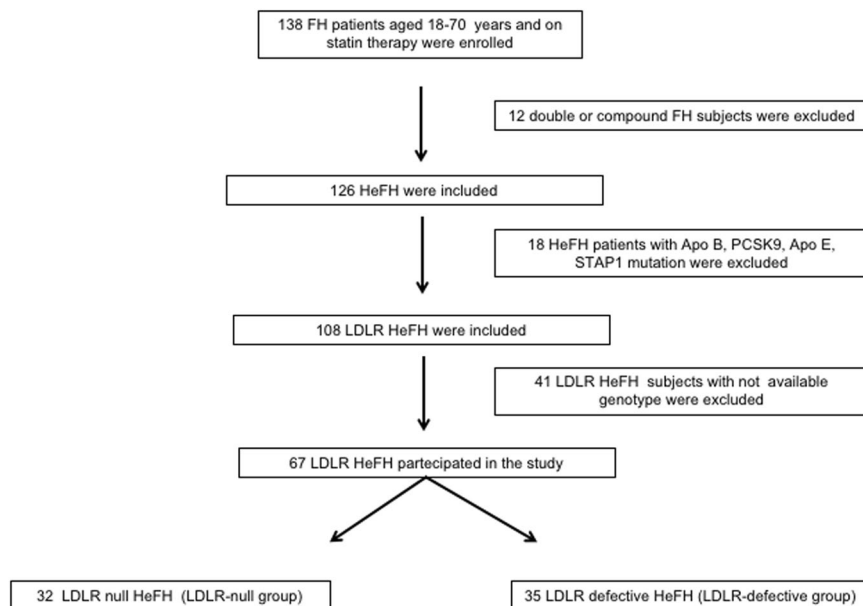 138 FH patients aged 18-70 years and on
statin therapy were enrolled
12 double or compound FH subjects were excluded
126 HeFH were included
18 HeFH patients with Apo B, PCSK9, Apo E,
STAP1 mutation were excluded
108 LDLR HeFH were included
41 LDLR HeFH subjects with not available
genotype were excluded
67 LDLR HeFH partecipated in the study
32 LDLR null HeFH (LDLR-null group)
35 LDLR defective HeFH (LDLR-defective group)